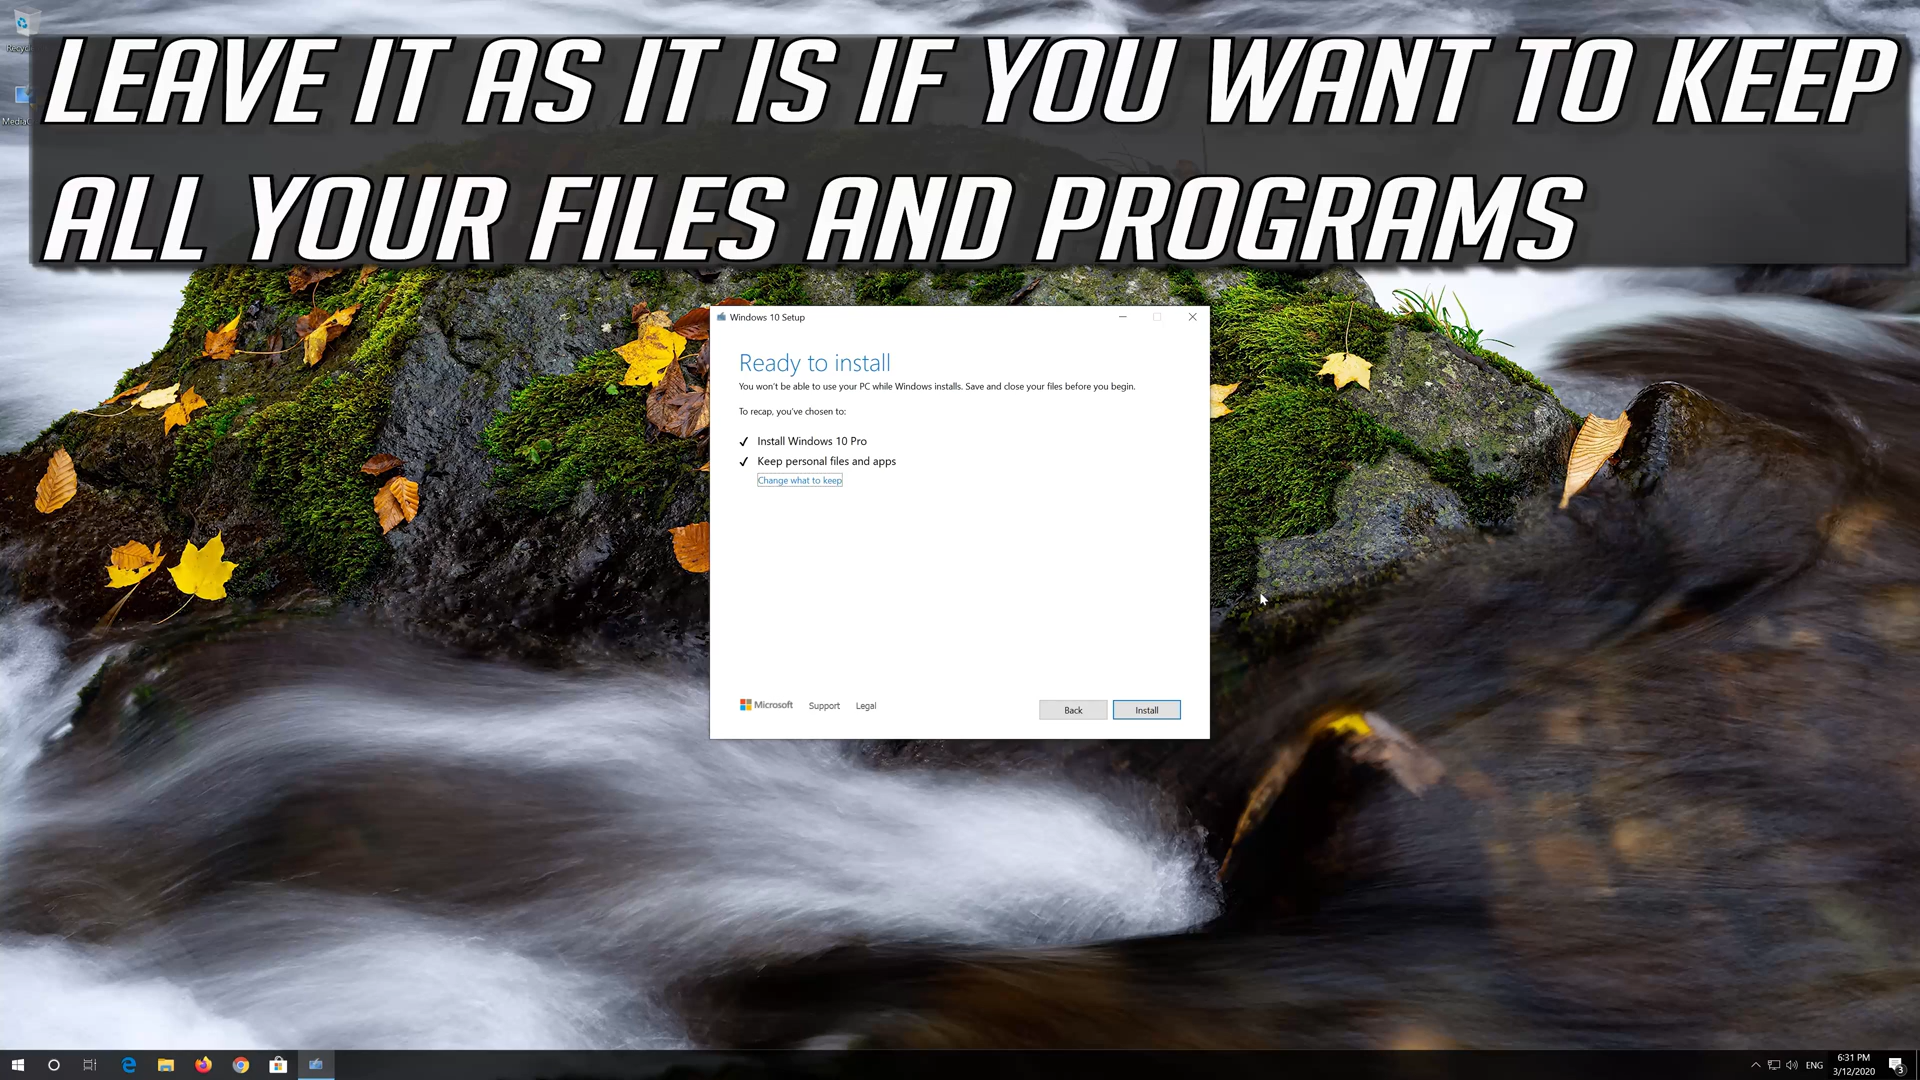 LEAVE IT AS IT IS IF YOU WANT TO KEEP
ALL YOUR FILES AND PROGRAMS
Windows 10 Setup
Ready to install
You won't be able to use your PC while Windows installs. Save and close your files before you begin.
To recap, you've chosen to:
Install Windows 10 Pro
Keep personal files and apps
Change what to keep
Microsoft Support Legal
Back Install
ENG
6:31 PM
3/12/2020
3